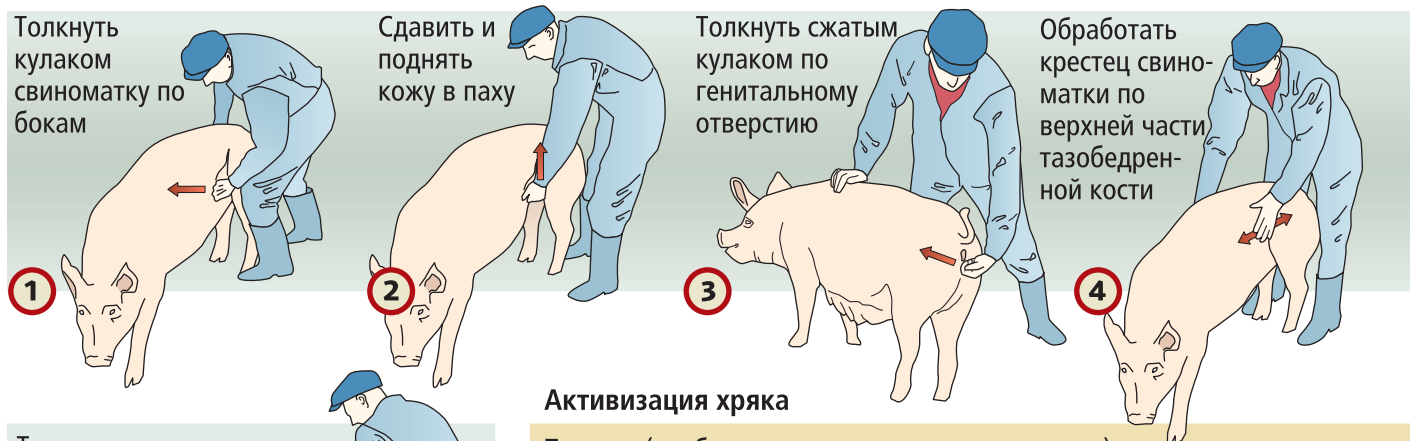 Толкнуть
кулаком
свиноматку по
бокам
1
Сдавить и
поднять
кожу в паху
2
Толкнуть сжатым
кулаком по
генитальному
отверстию
3
Обработать
крестец свино-
матки по
верхней части
тазобедрен-
ной кости
4
Активизация хряка